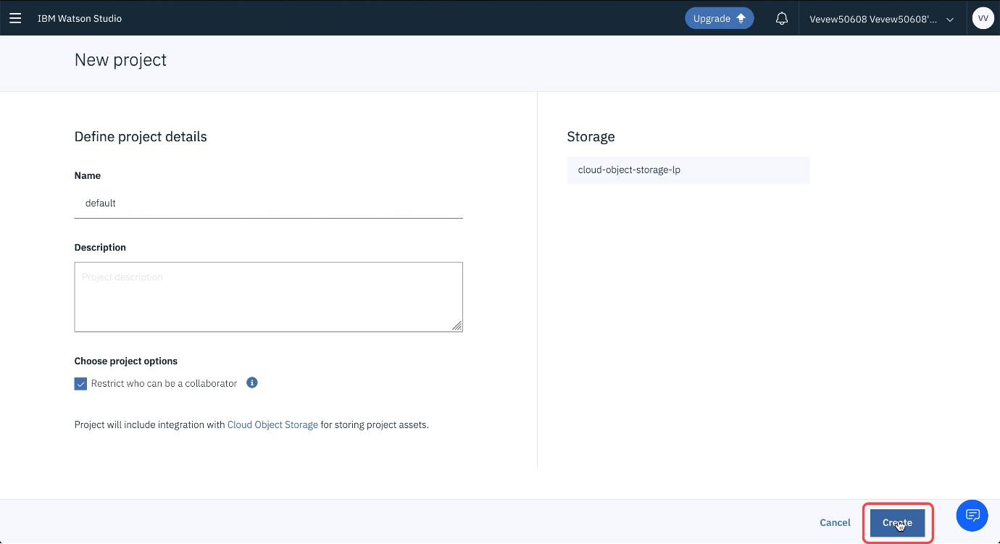 IBM Watson Studio
Upgrade
Vevew50608 Vevew50608'...
VV
New project
Define project details
Name
default
Description
Project description
Choose project options
Restrict who can be a collaborator
Project will include integration with Cloud Object Storage for storing project assets.
Storage
cloud-object-storage-lp
Cancel
Create